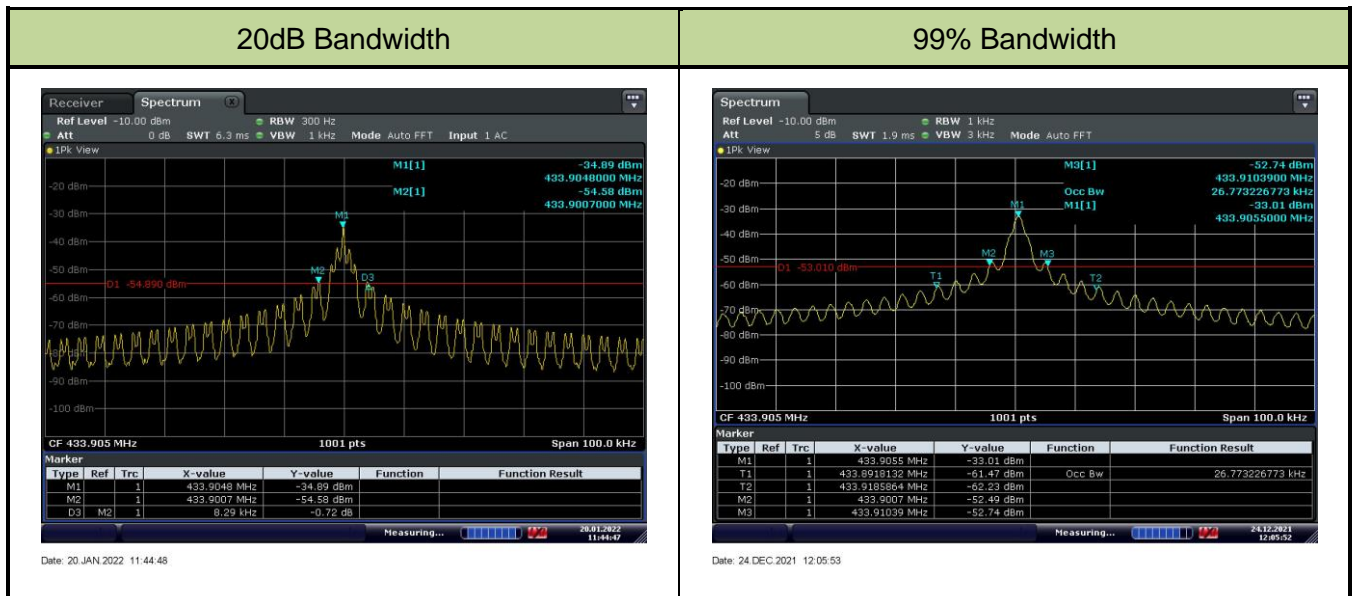 20dB Bandwidth
99% Bandwidth
Receiver Spectrum
Ref Level -10.00 dBm RBW 300 Hz
Att 0 dB SWT 6.3 ms VBW 1 kHz Mode Auto FFT Input 1 AC
1Pk View
M1[1] -34.89 dBm
433.9048000 MHz
M2[1] -54.58 dBm
433.9007000 MHz
-20 dBm
-30 dBm
M1
-40 dBm
-50 dBm
M2
D3
D1 -54.890 dBm
-60 dBm
-70 dBm
-80 dBm
-90 dBm
-100 dBm
CF 433.905 MHz 1001 pts Span 100.0 kHz
Marker
Type Ref Trc X-value Y-value Function Function Result
M1 1 433.9048 MHz -34.89 dBm
M2 1 433.9007 MHz -54.58 dBm
D3 M2 1 8.29 kHz -0.72 dB
Measuring... 20.01.2022
11:44:47
Date: 20.JAN.2022 11:44:48
Spectrum
Ref Level -10.00 dBm RBW 1 kHz
Att 5 dB SWT 1.9 ms VBW 3 kHz Mode Auto FFT
1Pk View
M3[1] -52.74 dBm
433.9103900 MHz
Occ Bw 26.773226773 kHz
M1[1] -33.01 dBm
433.9055000 MHz
-20 dBm
-30 dBm
M1
-40 dBm
-50 dBm
M2
M3
D1 -53.010 dBm
T1
T2
-60 dBm
-70 dBm
-80 dBm
-90 dBm
-100 dBm
CF 433.905 MHz 1001 pts Span 100.0 kHz
Marker
Type Ref Trc X-value Y-value Function Function Result
M1 1 433.9055 MHz -33.01 dBm
T1 1 433.8918132 MHz -61.47 dBm Occ Bw 26.773226773 kHz
T2 1 433.9185864 MHz -62.23 dBm
M2 1 433.9007 MHz -52.49 dBm
M3 1 433.91039 MHz -52.74 dBm
Measuring... 24.12.2021
12:05:52
Date: 24.DEC.2021 12:05:53